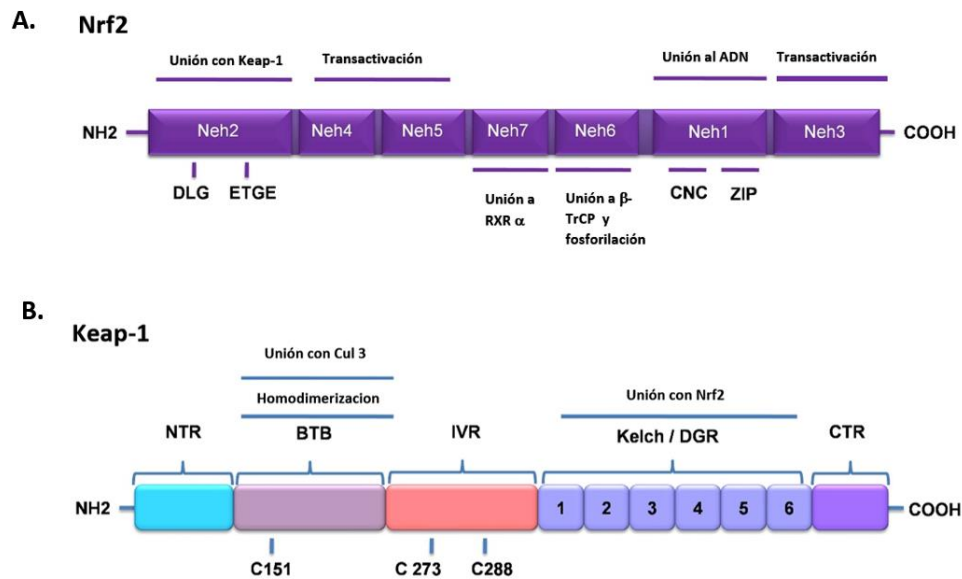 A.
Nrf2
Unión con Keap-1
Transactivación
Unión al ADN
Transactivación
NH2
Neh2
Neh4
Neh5
Neh7
Neh6
Neh1
Neh3
COOH
DLG
ETGE
Unión a
RXR α
Unión a β-
TrCP y
fosforilación
CNC
ZIP
B.
Keap-1
Unión con Cul 3
Homodimerizacion
Unión con Nrf2
NTR
BTB
IVR
Kelch / DGR
CTR
NH2
1
2
3
4
5
6
COOH
C151
C 273
C288